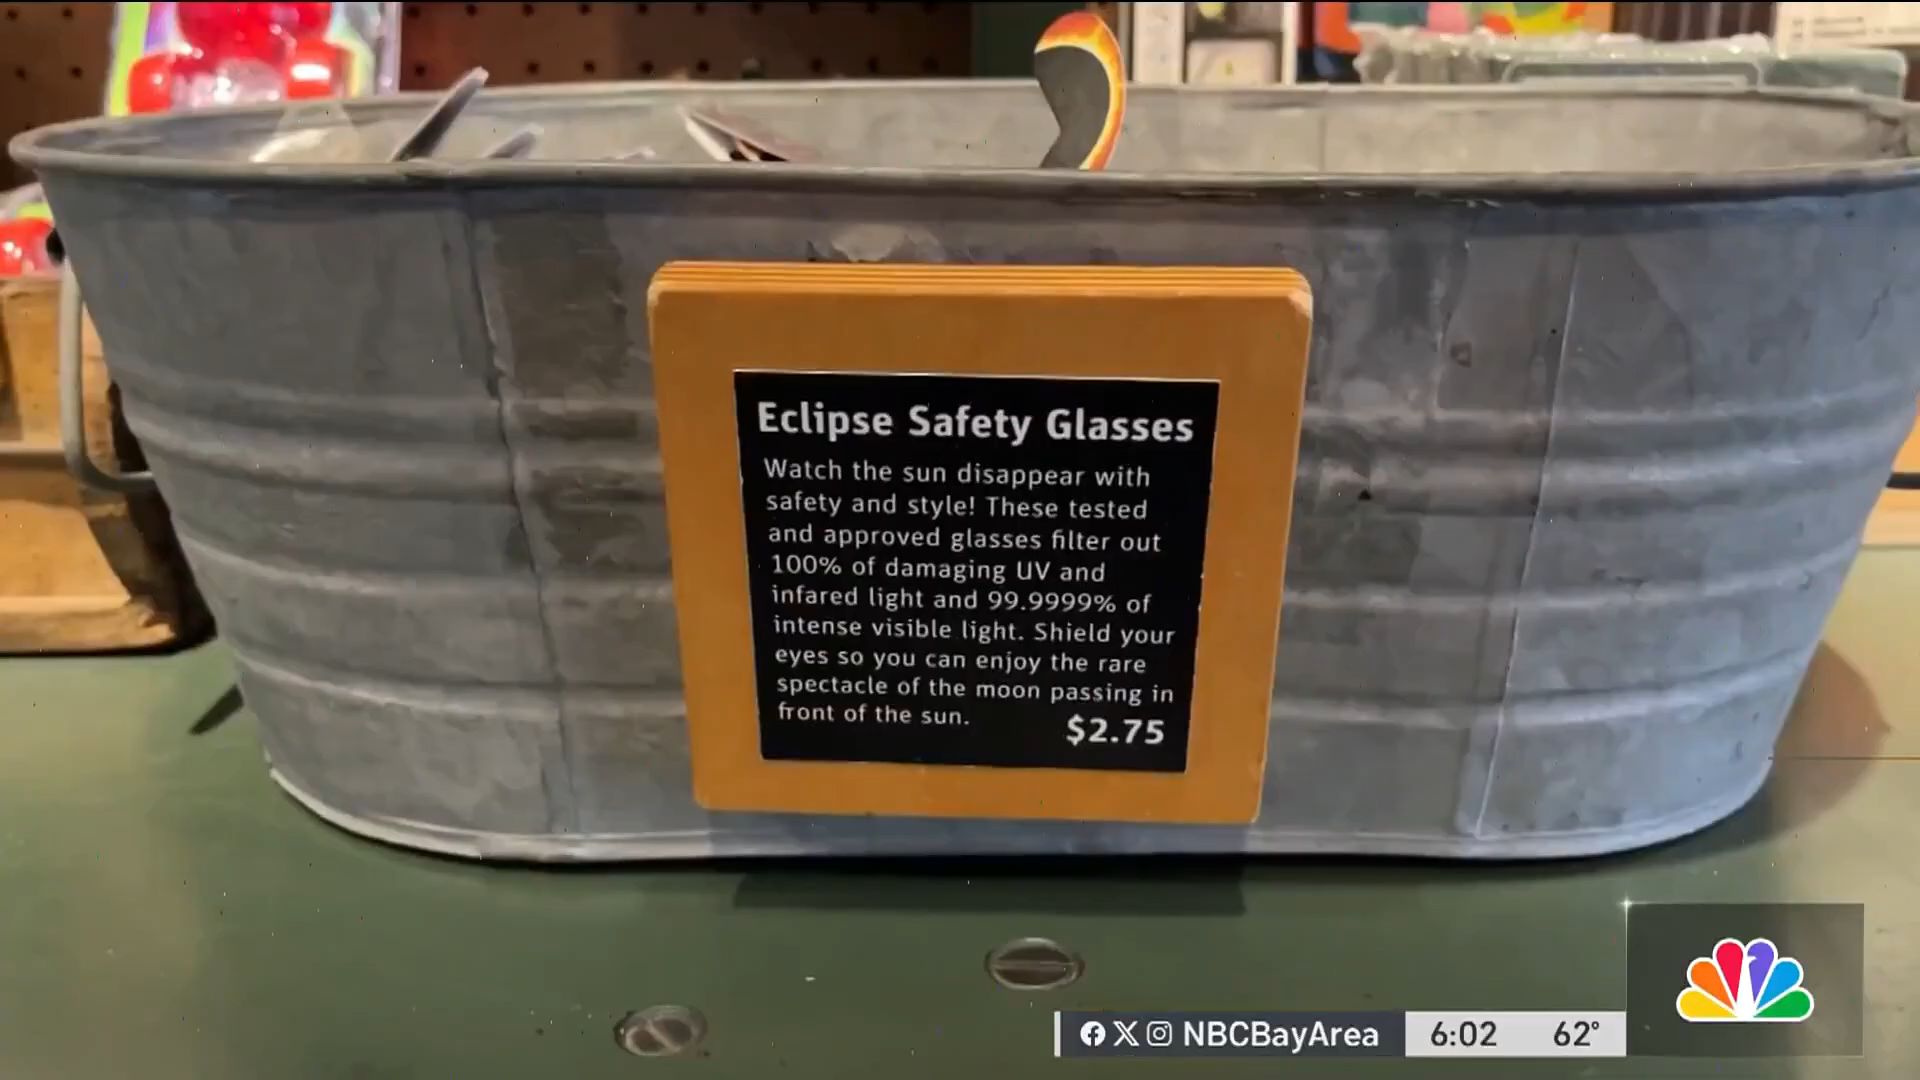 Eclipse Safety Glasses
Watch the sun disappear with
safety and style! These tested
and approved glasses filter out
100% of damaging UV and
infared light and 99.9999% of
intense visible light. Shield your
eyes so you can enjoy the rare
spectacle of the moon passing in
front of the sun.
$2.75
NBCBayArea 6:02 62°